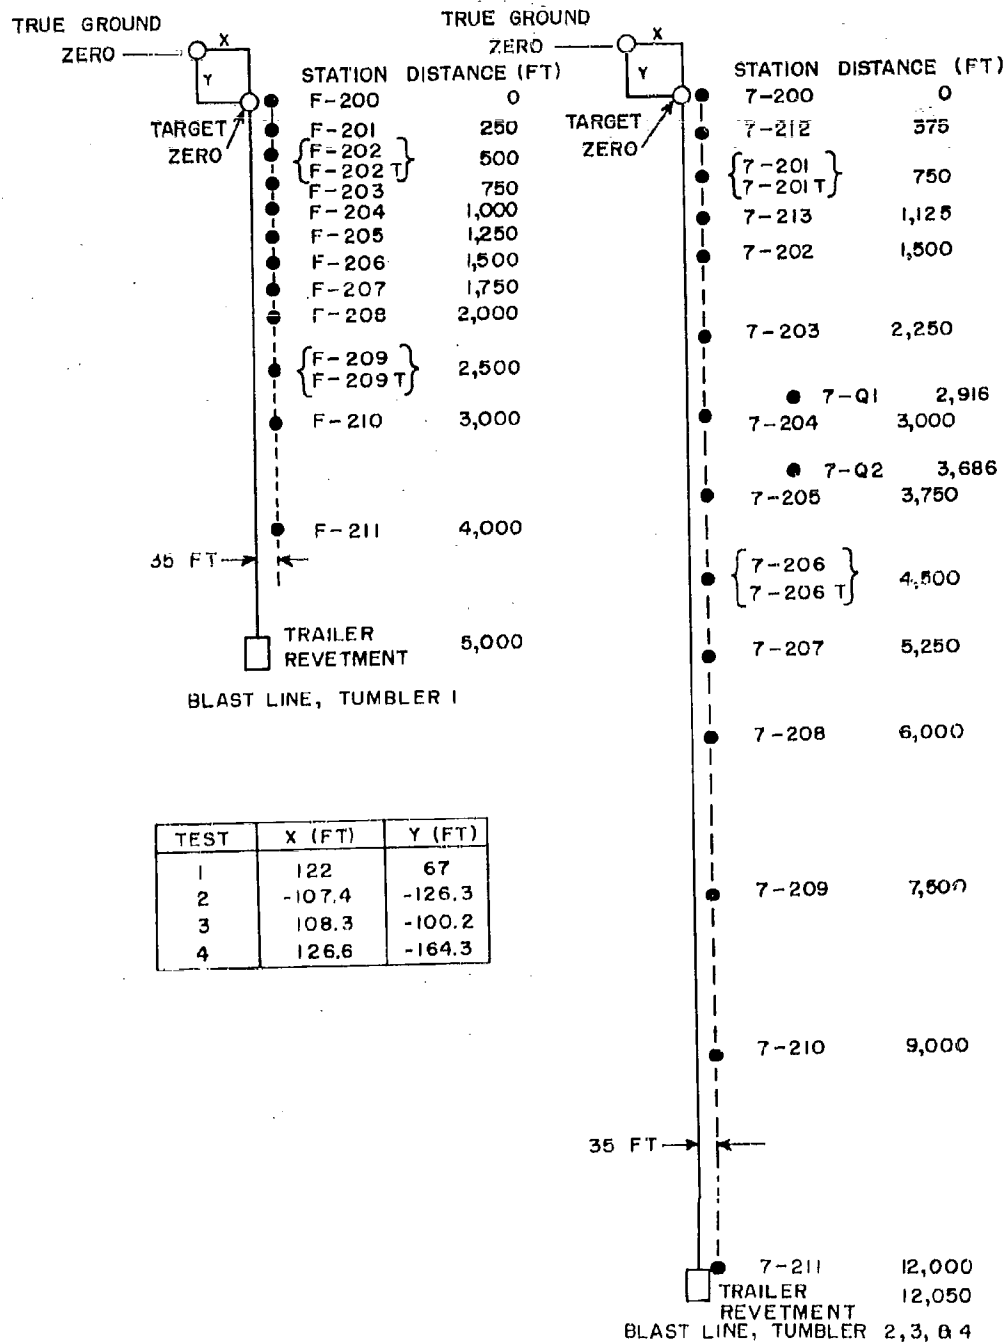 TRUE GROUND
ZERO
X
Y
TARGET
ZERO
STATION DISTANCE (FT)
F-200 0
F-201 250
F-202
F-202 T
500
F-203 750
F-204 1,000
F-205 1,250
F-206 1,500
F-207 1,750
F-208 2,000
F-209
F-209 T
2,500
F-210 3,000
F-211 4,000
35 FT
TRAILER
REVETMENT
5,000
BLAST LINE, TUMBLER 1
TEST X (FT) Y (FT)
1 122 67
2 -107.4 -126.3
3 108.3 -100.2
4 126.6 -164.3
TRUE GROUND
ZERO
X
Y
TARGET
ZERO
STATION DISTANCE (FT)
7-200 0
7-212 375
7-201
7-201 T
750
7-213 1,125
7-202 1,500
7-203 2,250
7-Q1 2,916
7-204 3,000
7-Q2 3,686
7-205 3,750
7-206
7-206 T
4,500
7-207 5,250
7-208 6,000
7-209 7,500
7-210 9,000
35 FT
7-211 12,000
TRAILER
REVETMENT
12,050
BLAST LINE, TUMBLER 2, 3, & 4